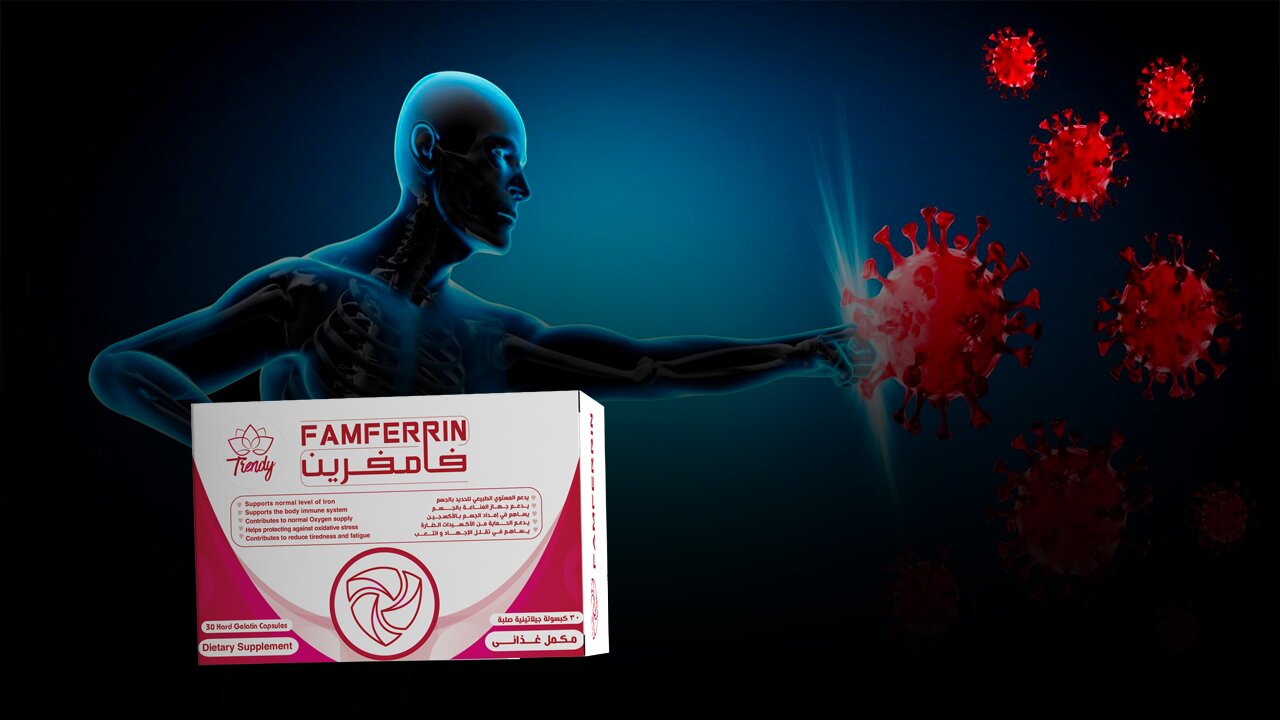 Trendy
FAMFERRIN
فامفرين
Supports normal level of Iron
Supports the body immune system
Contributes to normal Oxygen supply
Helps protecting against oxidative stress
Contributes to reduce tiredness and fatigue
يدعم المستوي الطبيعي للحديد بالجسم
يدعم جهاز المناعة بالجسم
يساهم في إمداد الجسم بالأكسجين
يدعم الحماية من الأكسيدات الضارة
يساهم في تقلل الإجهاد و التعب
30 Hard Gelatin Capsules
Dietary Supplement
٣٠ كبسولة جيلاتينية صلبة
مكمل غذائى
FAMFERRIN